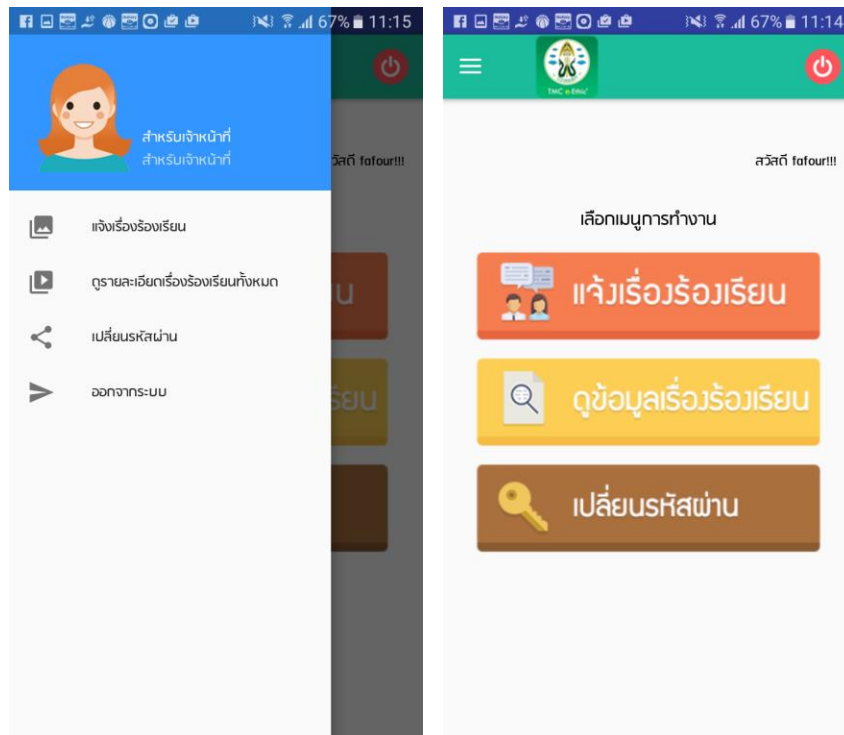 67% 11:15
สำหรับเจ้าหน้าที่
สำหรับเจ้าหน้าที่
วัสดี fafour!!!
แจ้งเรื่องร้องเรียน
ดูรายละเอียดเรื่องร้องเรียนทั้งหมด
เปลี่ยนรหัสผ่าน
ออกจากระบบ
น
รียน
67% 11:14
TMC e-Ethic
สวัสดี fafour!!!
เลือกเมนูการทำงาน
แจ้งเรื่องร้องเรียน
ดูข้อมูลเรื่องร้องเรียน
เปลี่ยนรหัสผ่าน